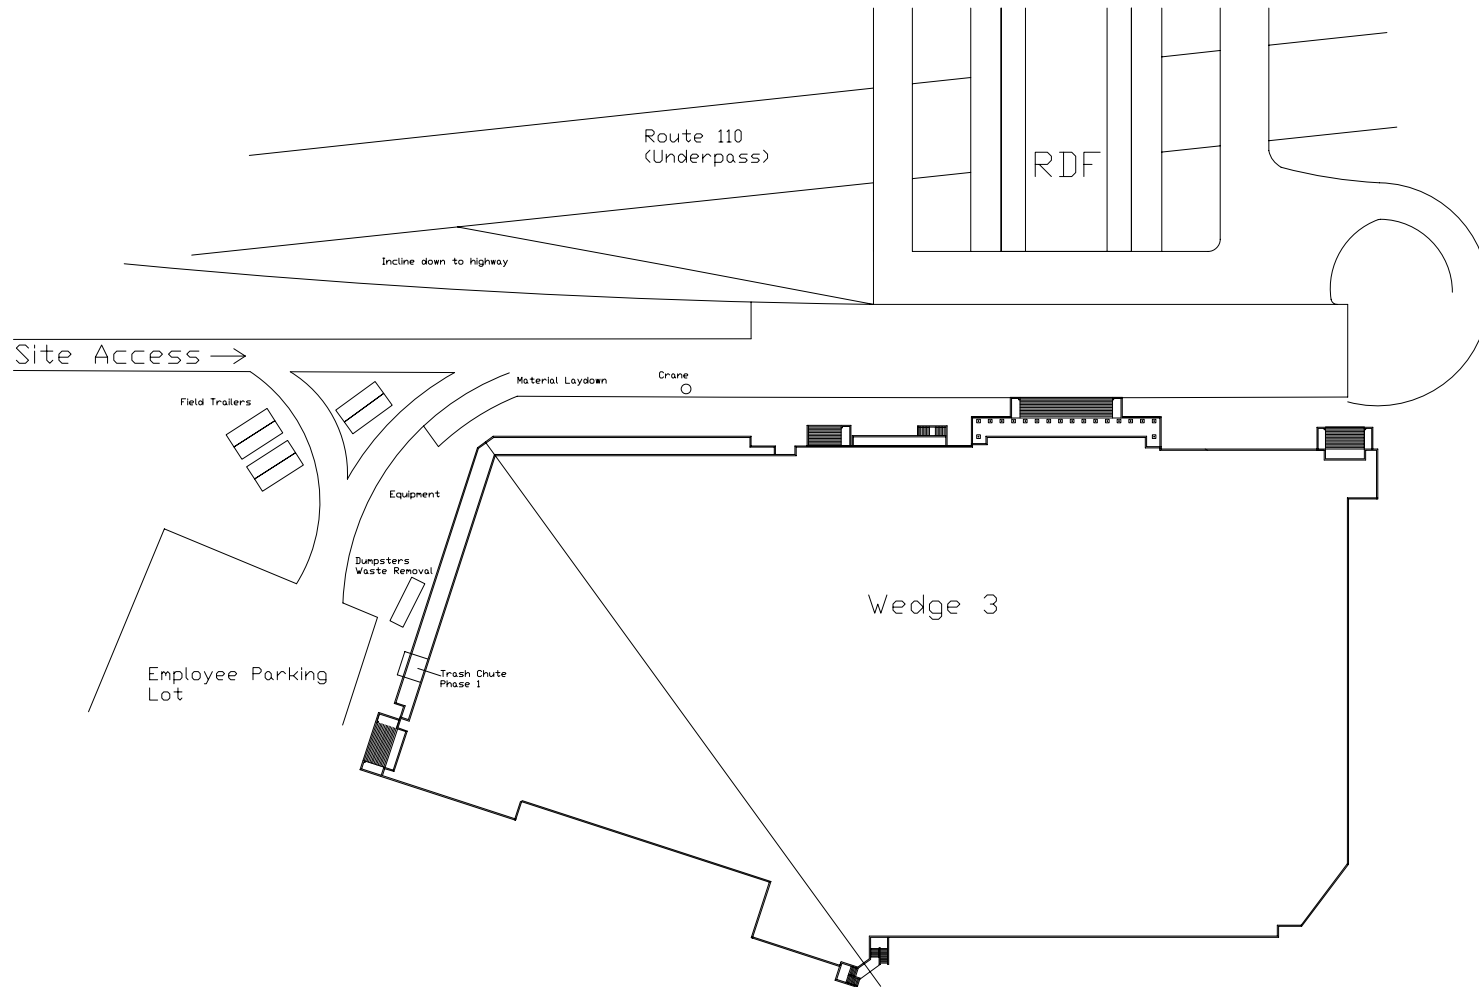 Route 110
(Underpass)
RDF
Incline down to highway
Site Access
Material Laydown
Crane
Field Trailers
Equipment
Dumpsters
Waste Removal
Wedge 3
Employee Parking
Lot
Trash Chute
Phase 1